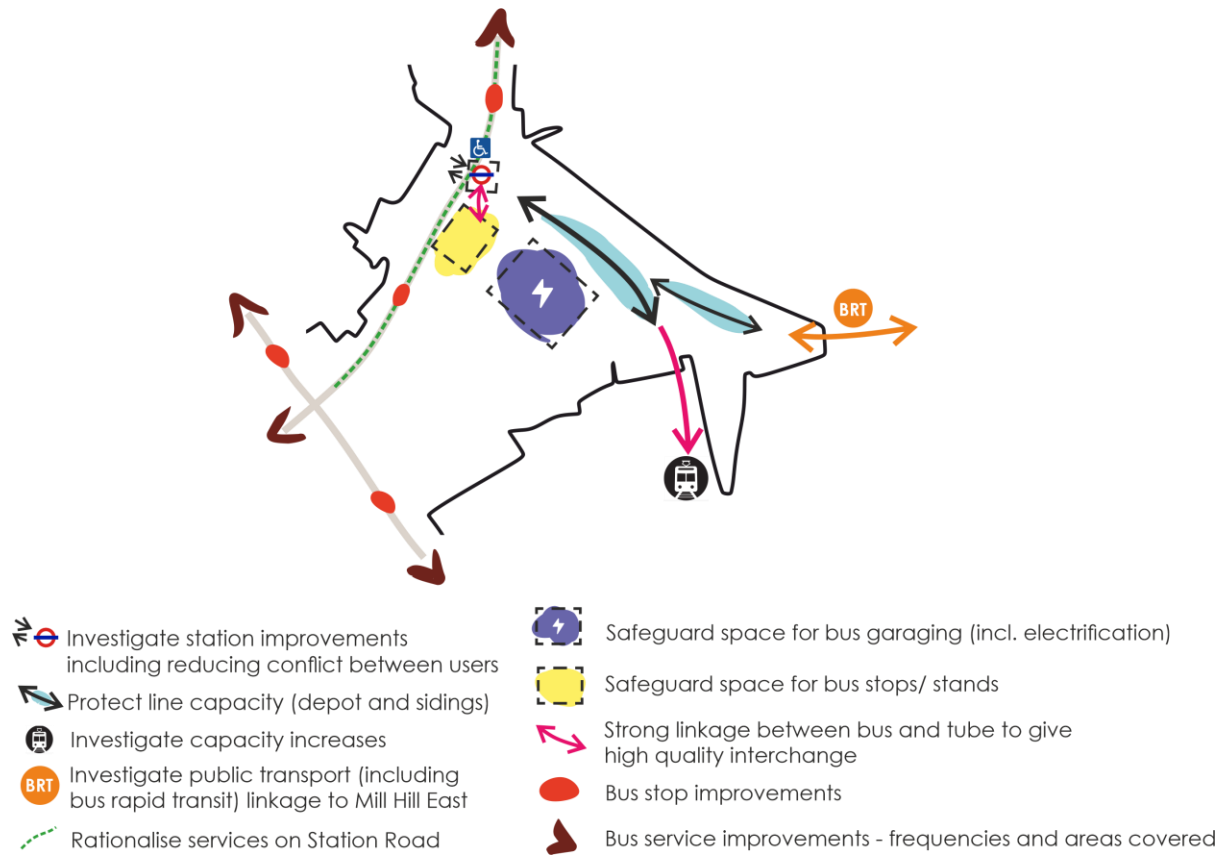 BRT
Investigate station improvements
including reducing conflict between users
Protect line capacity (depot and sidings)
Investigate capacity increases
BRT
Investigate public transport (including
bus rapid transit) linkage to Mill Hill East
Rationalise services on Station Road
Safeguard space for bus garaging (incl. electrification)
Safeguard space for bus stops/ stands
Strong linkage between bus and tube to give
high quality interchange
Bus stop improvements
Bus service improvements - frequencies and areas covered